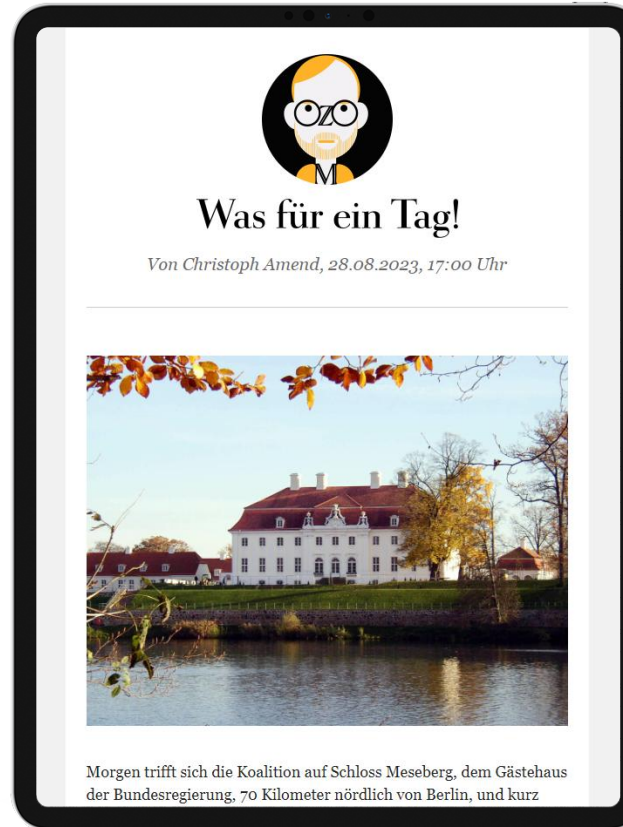 ZO
M
Was für ein Tag!
Von Christoph Amend, 28.08.2023, 17:00 Uhr
Morgen trifft sich die Koalition auf Schloss Meseberg, dem Gästehaus
der Bundesregierung, 70 Kilometer nördlich von Berlin, und kurz